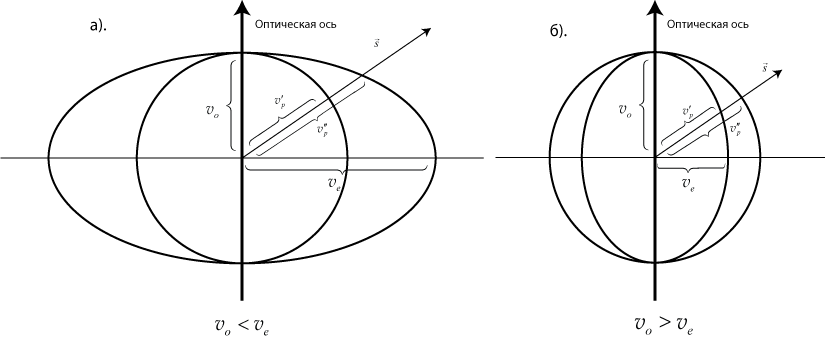 а).
Оптическая ось
s⃗
v_o
v′_p
v″_p
v_e
v_o < v_e
б).
Оптическая ось
s⃗
v_o
v′_p
v″_p
v_e
v_o > v_e